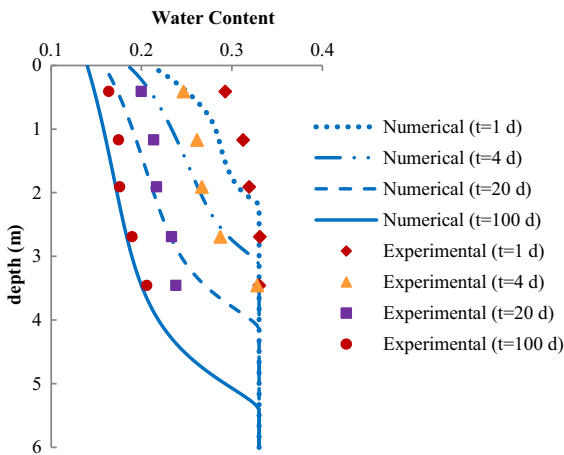 Water Content
0.1 0.2 0.3 0.4
0
1
2
3
4
5
6
depth (m)
Numerical (t=1 d)
Numerical (t=4 d)
Numerical (t=20 d)
Numerical (t=100 d)
Experimental (t=1 d)
Experimental (t=4 d)
Experimental (t=20 d)
Experimental (t=100 d)